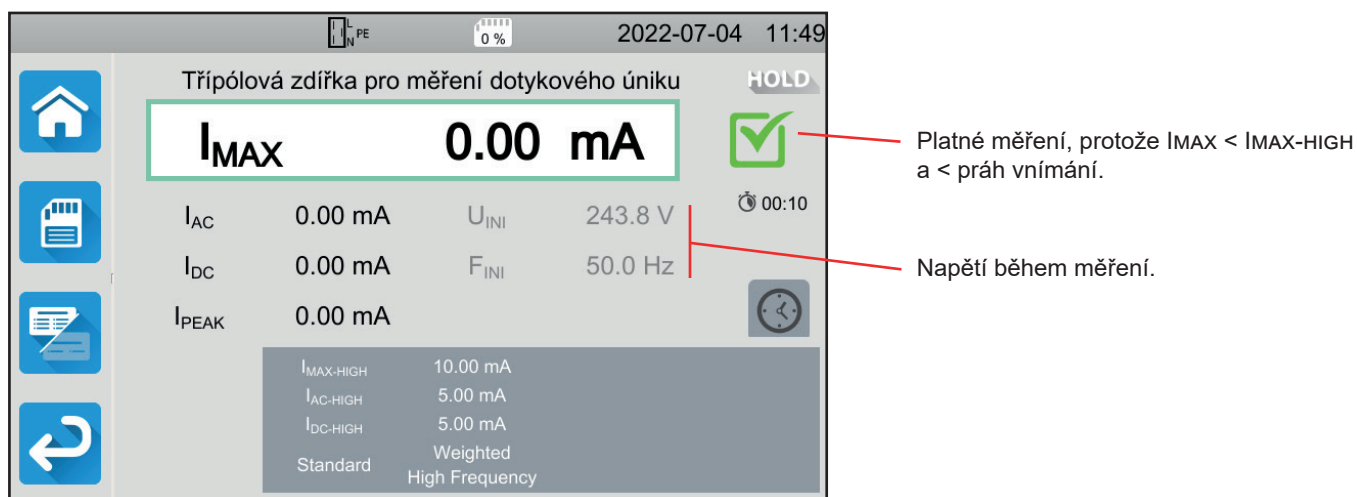 L
N PE
0 %
2022-07-04 11:49
Třípólová zdířka pro měření dotykového úniku
HOLD
IMAX 0.00 mA
Platné měření, protože IMAX < IMAX-HIGH
a < práh vnímání.
00:10
IAC 0.00 mA UINI 243.8 V
IDC 0.00 mA FINI 50.0 Hz
Napětí během měření.
IPEAK 0.00 mA
IMAX-HIGH 10.00 mA
IAC-HIGH 5.00 mA
IDC-HIGH 5.00 mA
Standard Weighted
High Frequency